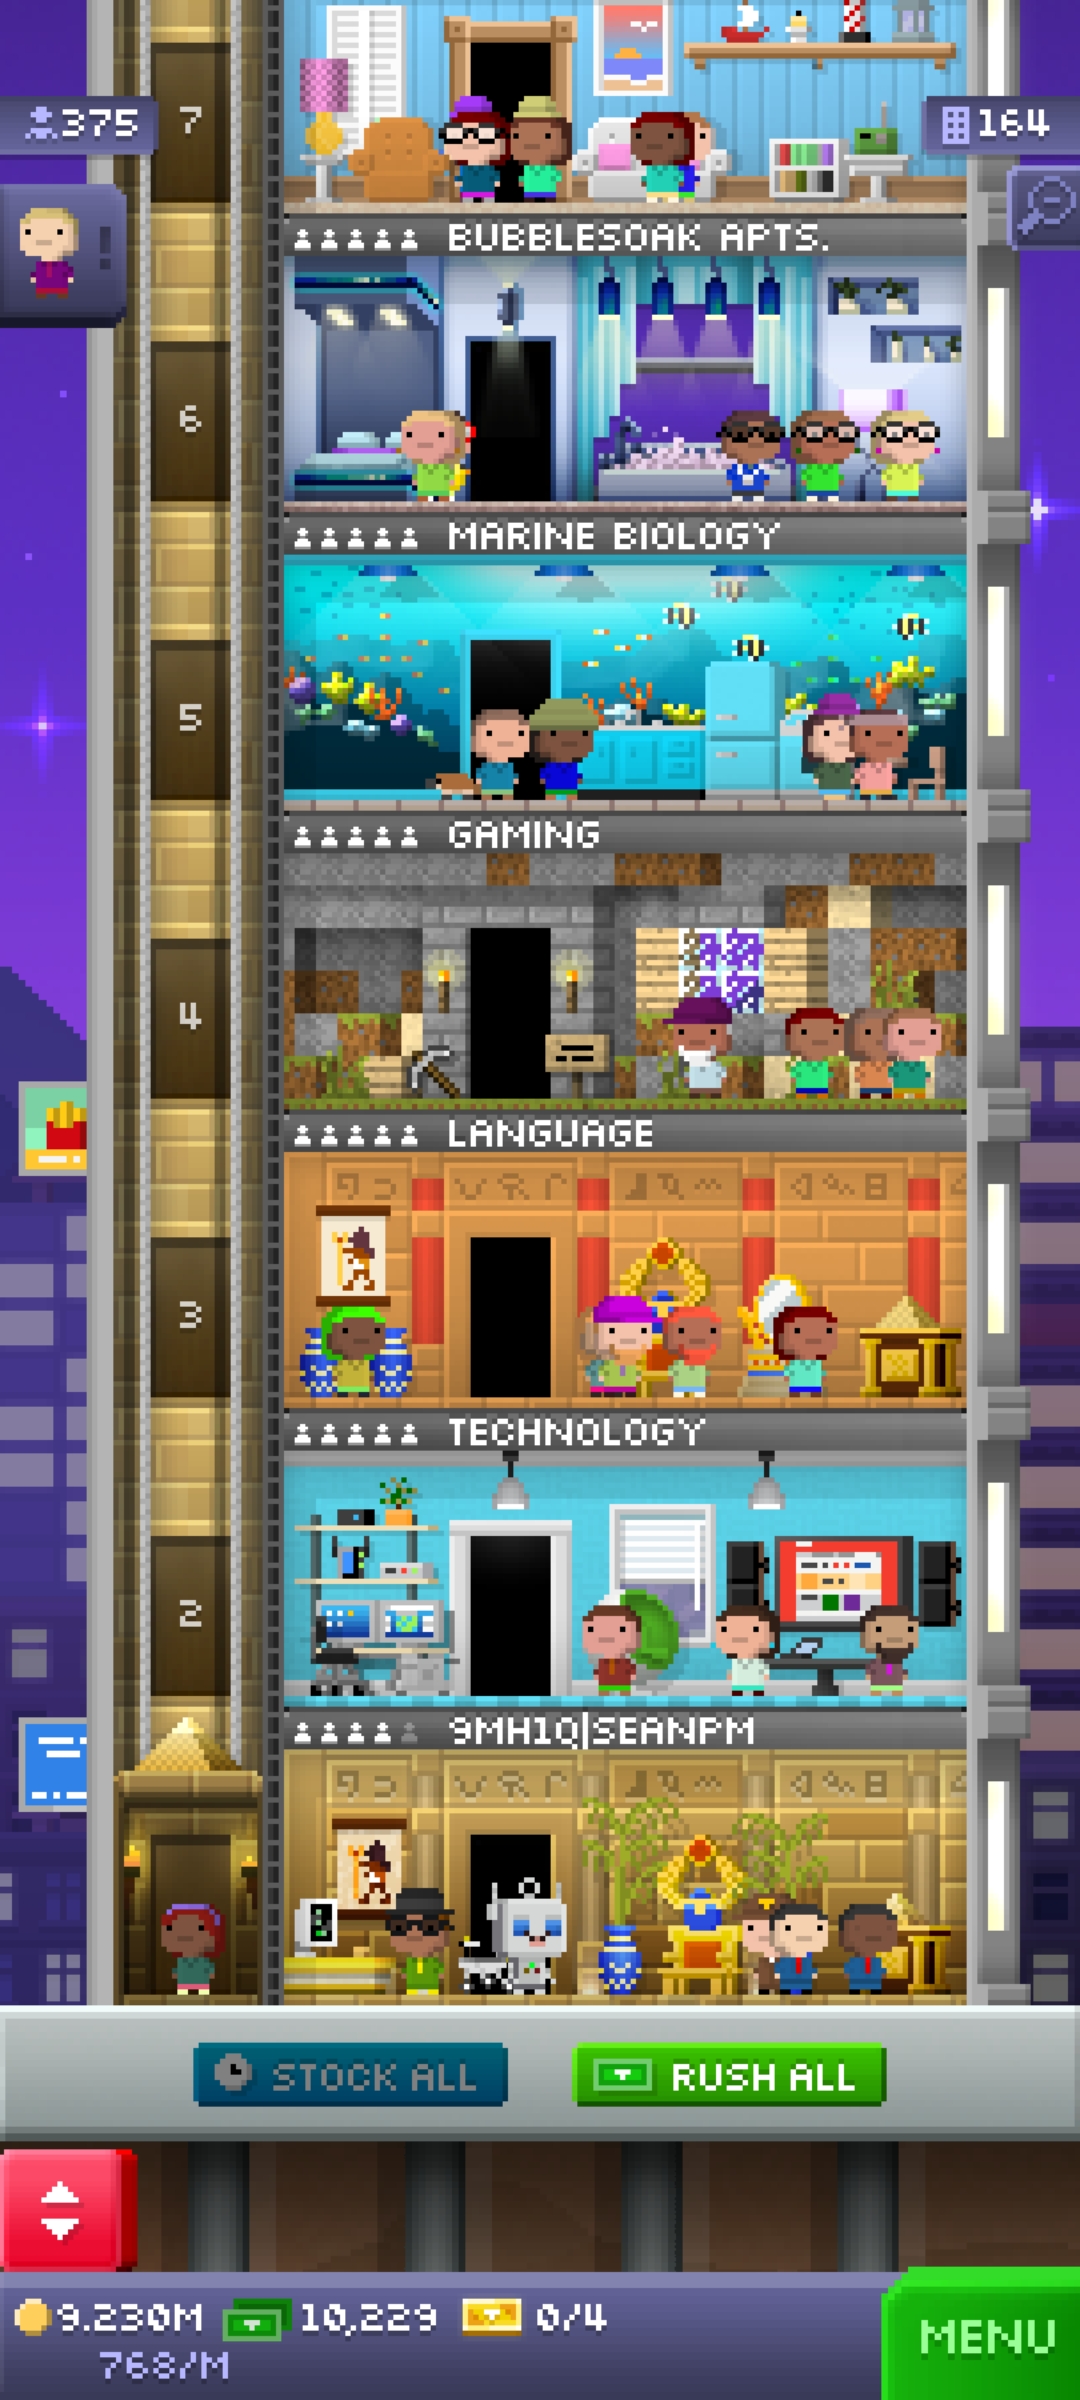 7
375
164
!
BUBBLESOAK APTS.
6
MARINE BIOLOGY
5
GAMING
4
LANGUAGE
3
TECHNOLOGY
2
9MH1Q|SEANPM
STOCK ALL
RUSH ALL
9.230M
10,229
0/4
768/M
MENU